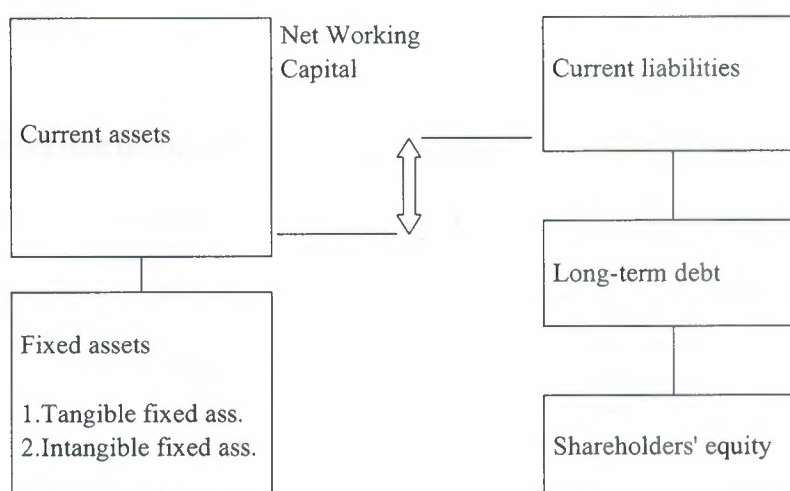 Net Working
Capital
Current assets
Fixed assets
1.Tangible fixed ass.
2.Intangible fixed ass.
Current liabilities
Long-term debt
Shareholders' equity